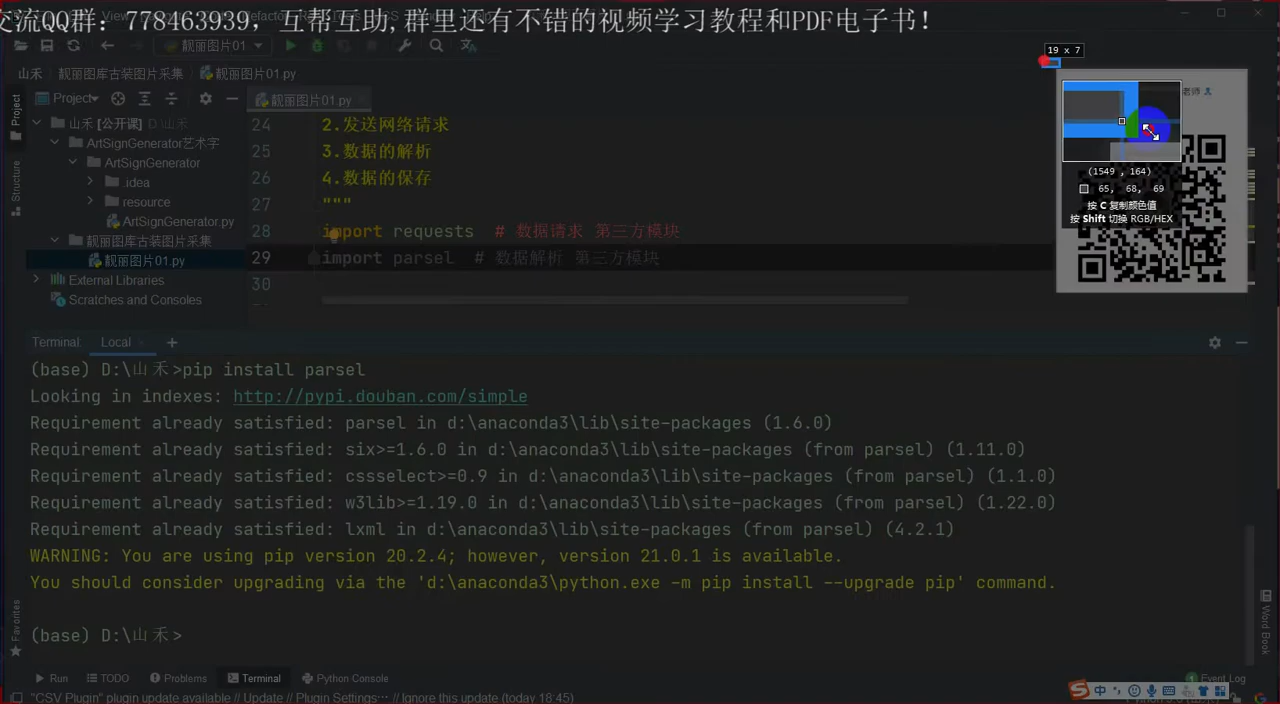 交流QQ群：778463939，互帮互助,群里还有不错的视频学习教程和PDF电子书！
靓丽图片01
19 x 7
山禾 靓丽图库古装图片采集 靓丽图片01.py
Project
靓丽图片01.py
老师
山禾 [公开课] D:\山禾
ArtSignGenerator艺术字
ArtSignGenerator
.idea
resource
ArtSignGenerator.py
靓丽图库古装图片采集
靓丽图片01.py
External Libraries
Scratches and Consoles
Project
Structure
24 2.发送网络请求
25 3.数据的解析
26 4.数据的保存
27 """
28 import requests # 数据请求 第三方模块
29 import parsel # 数据解析 第三方模块
30
(1549 , 164)
65, 68, 69
按 C 复制颜色值
按 Shift 切换 RGB/HEX
Terminal: Local
(base) D:\山禾>pip install parsel
Looking in indexes: http://pypi.douban.com/simple
Requirement already satisfied: parsel in d:\anaconda3\lib\site-packages (1.6.0)
Requirement already satisfied: six>=1.6.0 in d:\anaconda3\lib\site-packages (from parsel) (1.11.0)
Requirement already satisfied: cssselect>=0.9 in d:\anaconda3\lib\site-packages (from parsel) (1.1.0)
Requirement already satisfied: w3lib>=1.19.0 in d:\anaconda3\lib\site-packages (from parsel) (1.22.0)
Requirement already satisfied: lxml in d:\anaconda3\lib\site-packages (from parsel) (4.2.1)
WARNING: You are using pip version 20.2.4; however, version 21.0.1 is available.
You should consider upgrading via the 'd:\anaconda3\python.exe -m pip install --upgrade pip' command.
(base) D:\山禾>
Favorites
Word Book
Run TODO Problems Terminal Python Console Event Log
"CSV Plugin" plugin update available // Update // Plugin Settings... // Ignore this update (today 18:45)
中